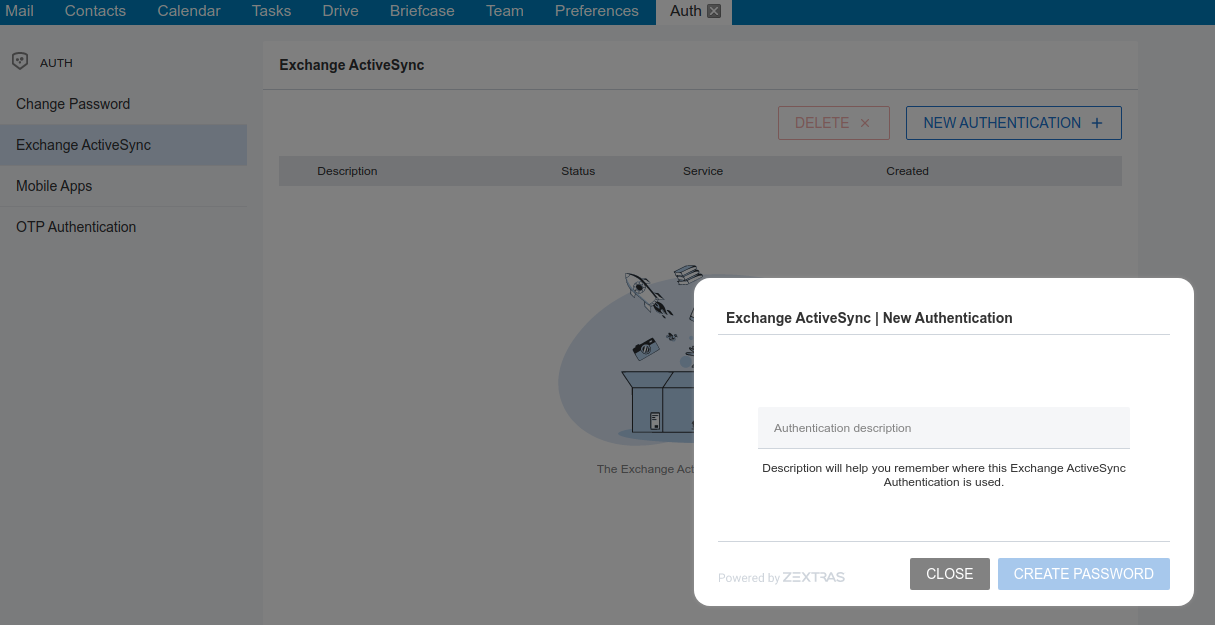 Mail Contacts Calendar Tasks Drive Briefcase Team Preferences Auth
AUTH
Change Password
Exchange ActiveSync
Mobile Apps
OTP Authentication
Exchange ActiveSync
DELETE NEW AUTHENTICATION
Description Status Service Created
The Exchange Act
Exchange ActiveSync | New Authentication
Authentication description
Description will help you remember where this Exchange ActiveSync
Authentication is used.
Powered by ZEXTRAS
CLOSE CREATE PASSWORD